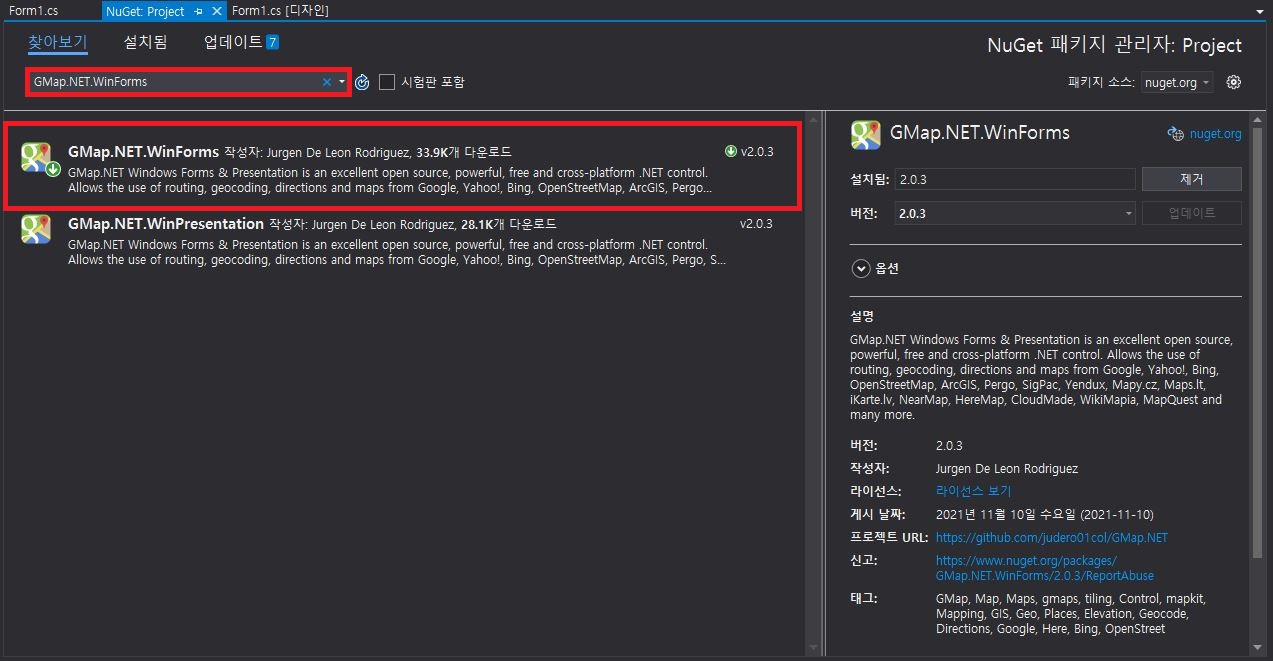 Form1.cs
NuGet: Project
Form1.cs [디자인]
찾아보기
설치됨
업데이트 7
NuGet 패키지 관리자: Project
GMap.NET.WinForms
시험판 포함
패키지 소스: nuget.org
GMap.NET.WinForms 작성자: Jurgen De Leon Rodriguez, 33.9K개 다운로드
v2.0.3
GMap.NET Windows Forms & Presentation is an excellent open source, powerful, free and cross-platform .NET control.
Allows the use of routing, geocoding, directions and maps from Google, Yahoo!, Bing, OpenStreetMap, ArcGIS, Pergo...
GMap.NET.WinPresentation 작성자: Jurgen De Leon Rodriguez, 28.1K개 다운로드
v2.0.3
GMap.NET Windows Forms & Presentation is an excellent open source, powerful, free and cross-platform .NET control.
Allows the use of routing, geocoding, directions and maps from Google, Yahoo!, Bing, OpenStreetMap, ArcGIS, Pergo, S...
GMap.NET.WinForms
nuget.org
설치됨: 2.0.3
제거
버전: 2.0.3
업데이트
옵션
설명
GMap.NET Windows Forms & Presentation is an excellent open source,
powerful, free and cross-platform .NET control. Allows the use of
routing, geocoding, directions and maps from Google, Yahoo!, Bing,
OpenStreetMap, ArcGIS, Pergo, SigPac, Yendux, Mapy.cz, Maps.lt,
iKarte.lv, NearMap, HereMap, CloudMade, WikiMapia, MapQuest and
many more.
버전: 2.0.3
작성자: Jurgen De Leon Rodriguez
라이선스: 라이선스 보기
게시 날짜: 2021년 11월 10일 수요일 (2021-11-10)
프로젝트 URL: https://github.com/judero01col/GMap.NET
신고: https://www.nuget.org/packages/
GMap.NET.WinForms/2.0.3/ReportAbuse
태그: GMap, Map, Maps, gmaps, tiling, Control, mapkit,
Mapping, GIS, Geo, Places, Elevation, Geocode,
Directions, Google, Here, Bing, OpenStreet